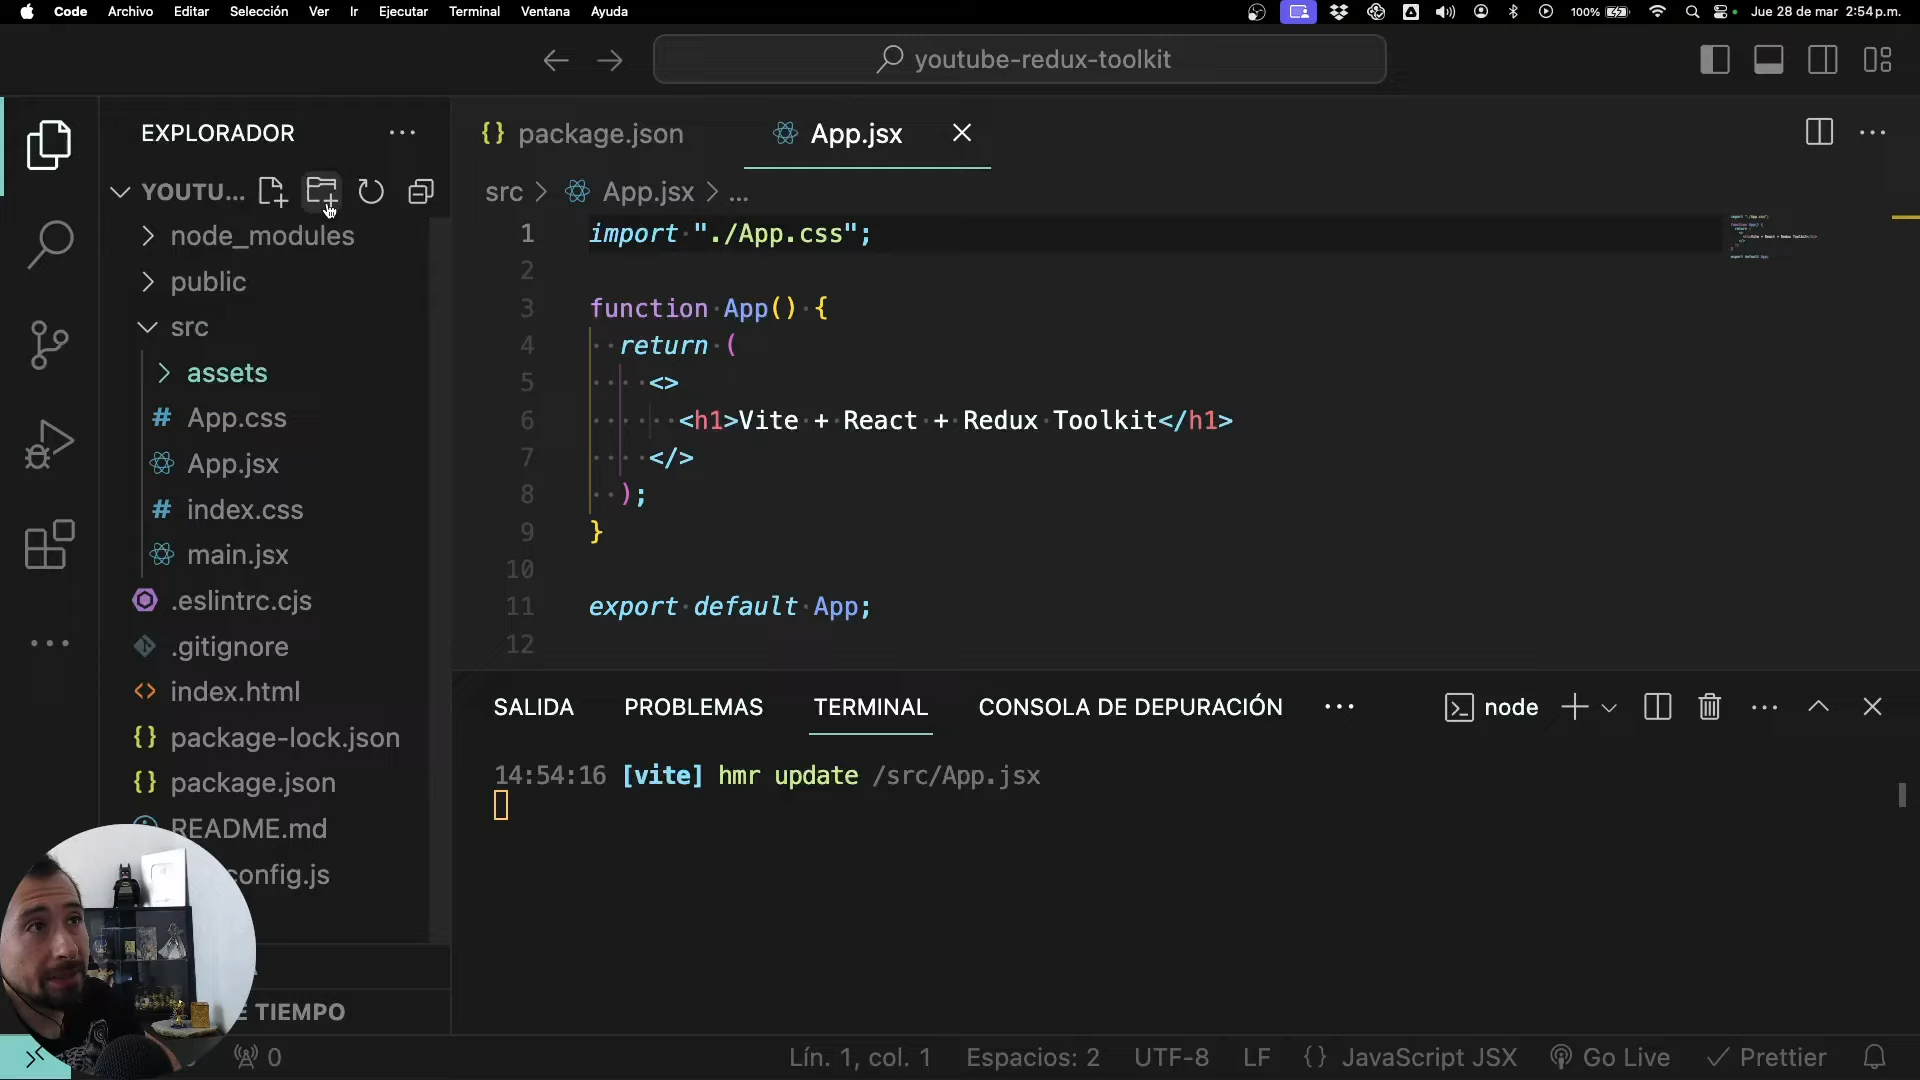 Code Archivo Editar Selección Ver Ir Ejecutar Terminal Ventana Ayuda 100% Jue 28 de mar 2:54 p.m.
youtube-redux-toolkit
EXPLORADOR
YOUTU...
node_modules
public
src
assets
App.css
App.jsx
index.css
main.jsx
.eslintrc.cjs
.gitignore
index.html
package-lock.json
package.json
README.md
config.js
TIEMPO
package.json App.jsx
src > App.jsx > ...
1 import "./App.css";
2
3 function App() {
4 return (
5 <>
6 <h1>Vite + React + Redux Toolkit</h1>
7 </>
8 );
9 }
10
11 export default App;
12
SALIDA PROBLEMAS TERMINAL CONSOLA DE DEPURACIÓN node
14:54:16 [vite] hmr update /src/App.jsx
0 Lín. 1, col. 1 Espacios: 2 UTF-8 LF {} JavaScript JSX Go Live Prettier